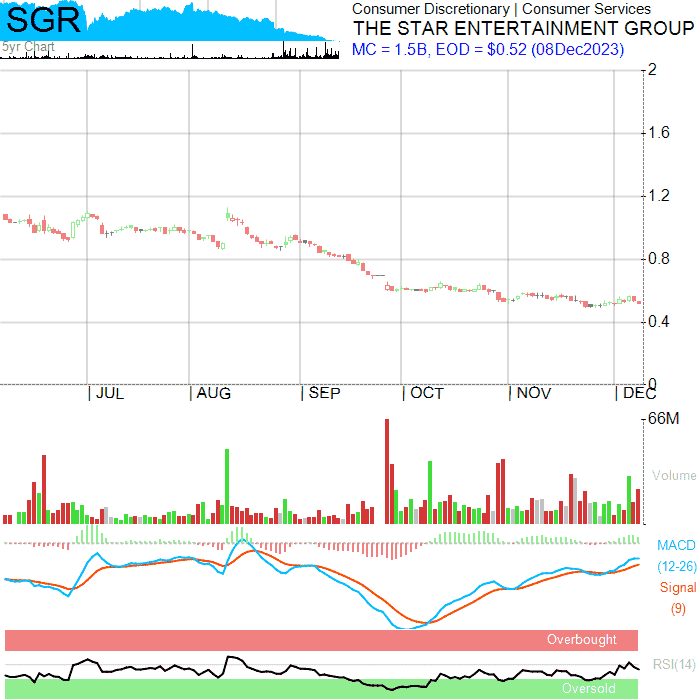 SGR
5yr Chart
Consumer Discretionary | Consumer Services
THE STAR ENTERTAINMENT GROUP
MC = 1.5B, EOD = $0.52 (08Dec2023)
2
1.6
1.2
0.8
0.4
0
| JUL | AUG | SEP | OCT | NOV | DEC
66M
Volume
MACD
(12-26)
Signal
(9)
Overbought
RSI(14)
Oversold